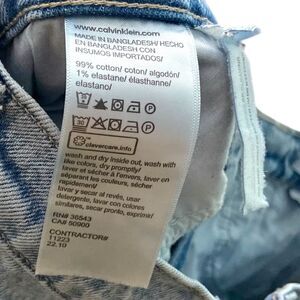 www.calvinklein.com
MADE IN BANGLADESH/ HECHO
EN BANGLADESH CON
INSUMOS IMPORTADOS/
99% cotton/ coton/ algodón/
1% elastane/ élasthanne/
elastano/
clevercare.info
wash and dry inside out, wash with
like colors, dry promptly/
laver et sécher à l'envers, laver en
séparant les couleurs, sécher
rapidement/
lavar y secar al revés, usar
detergente, lavar con colores
similares, secar pronto, exprimir/
RN# 36543
CA# 50900
CONTRACTOR#
11223
22.10